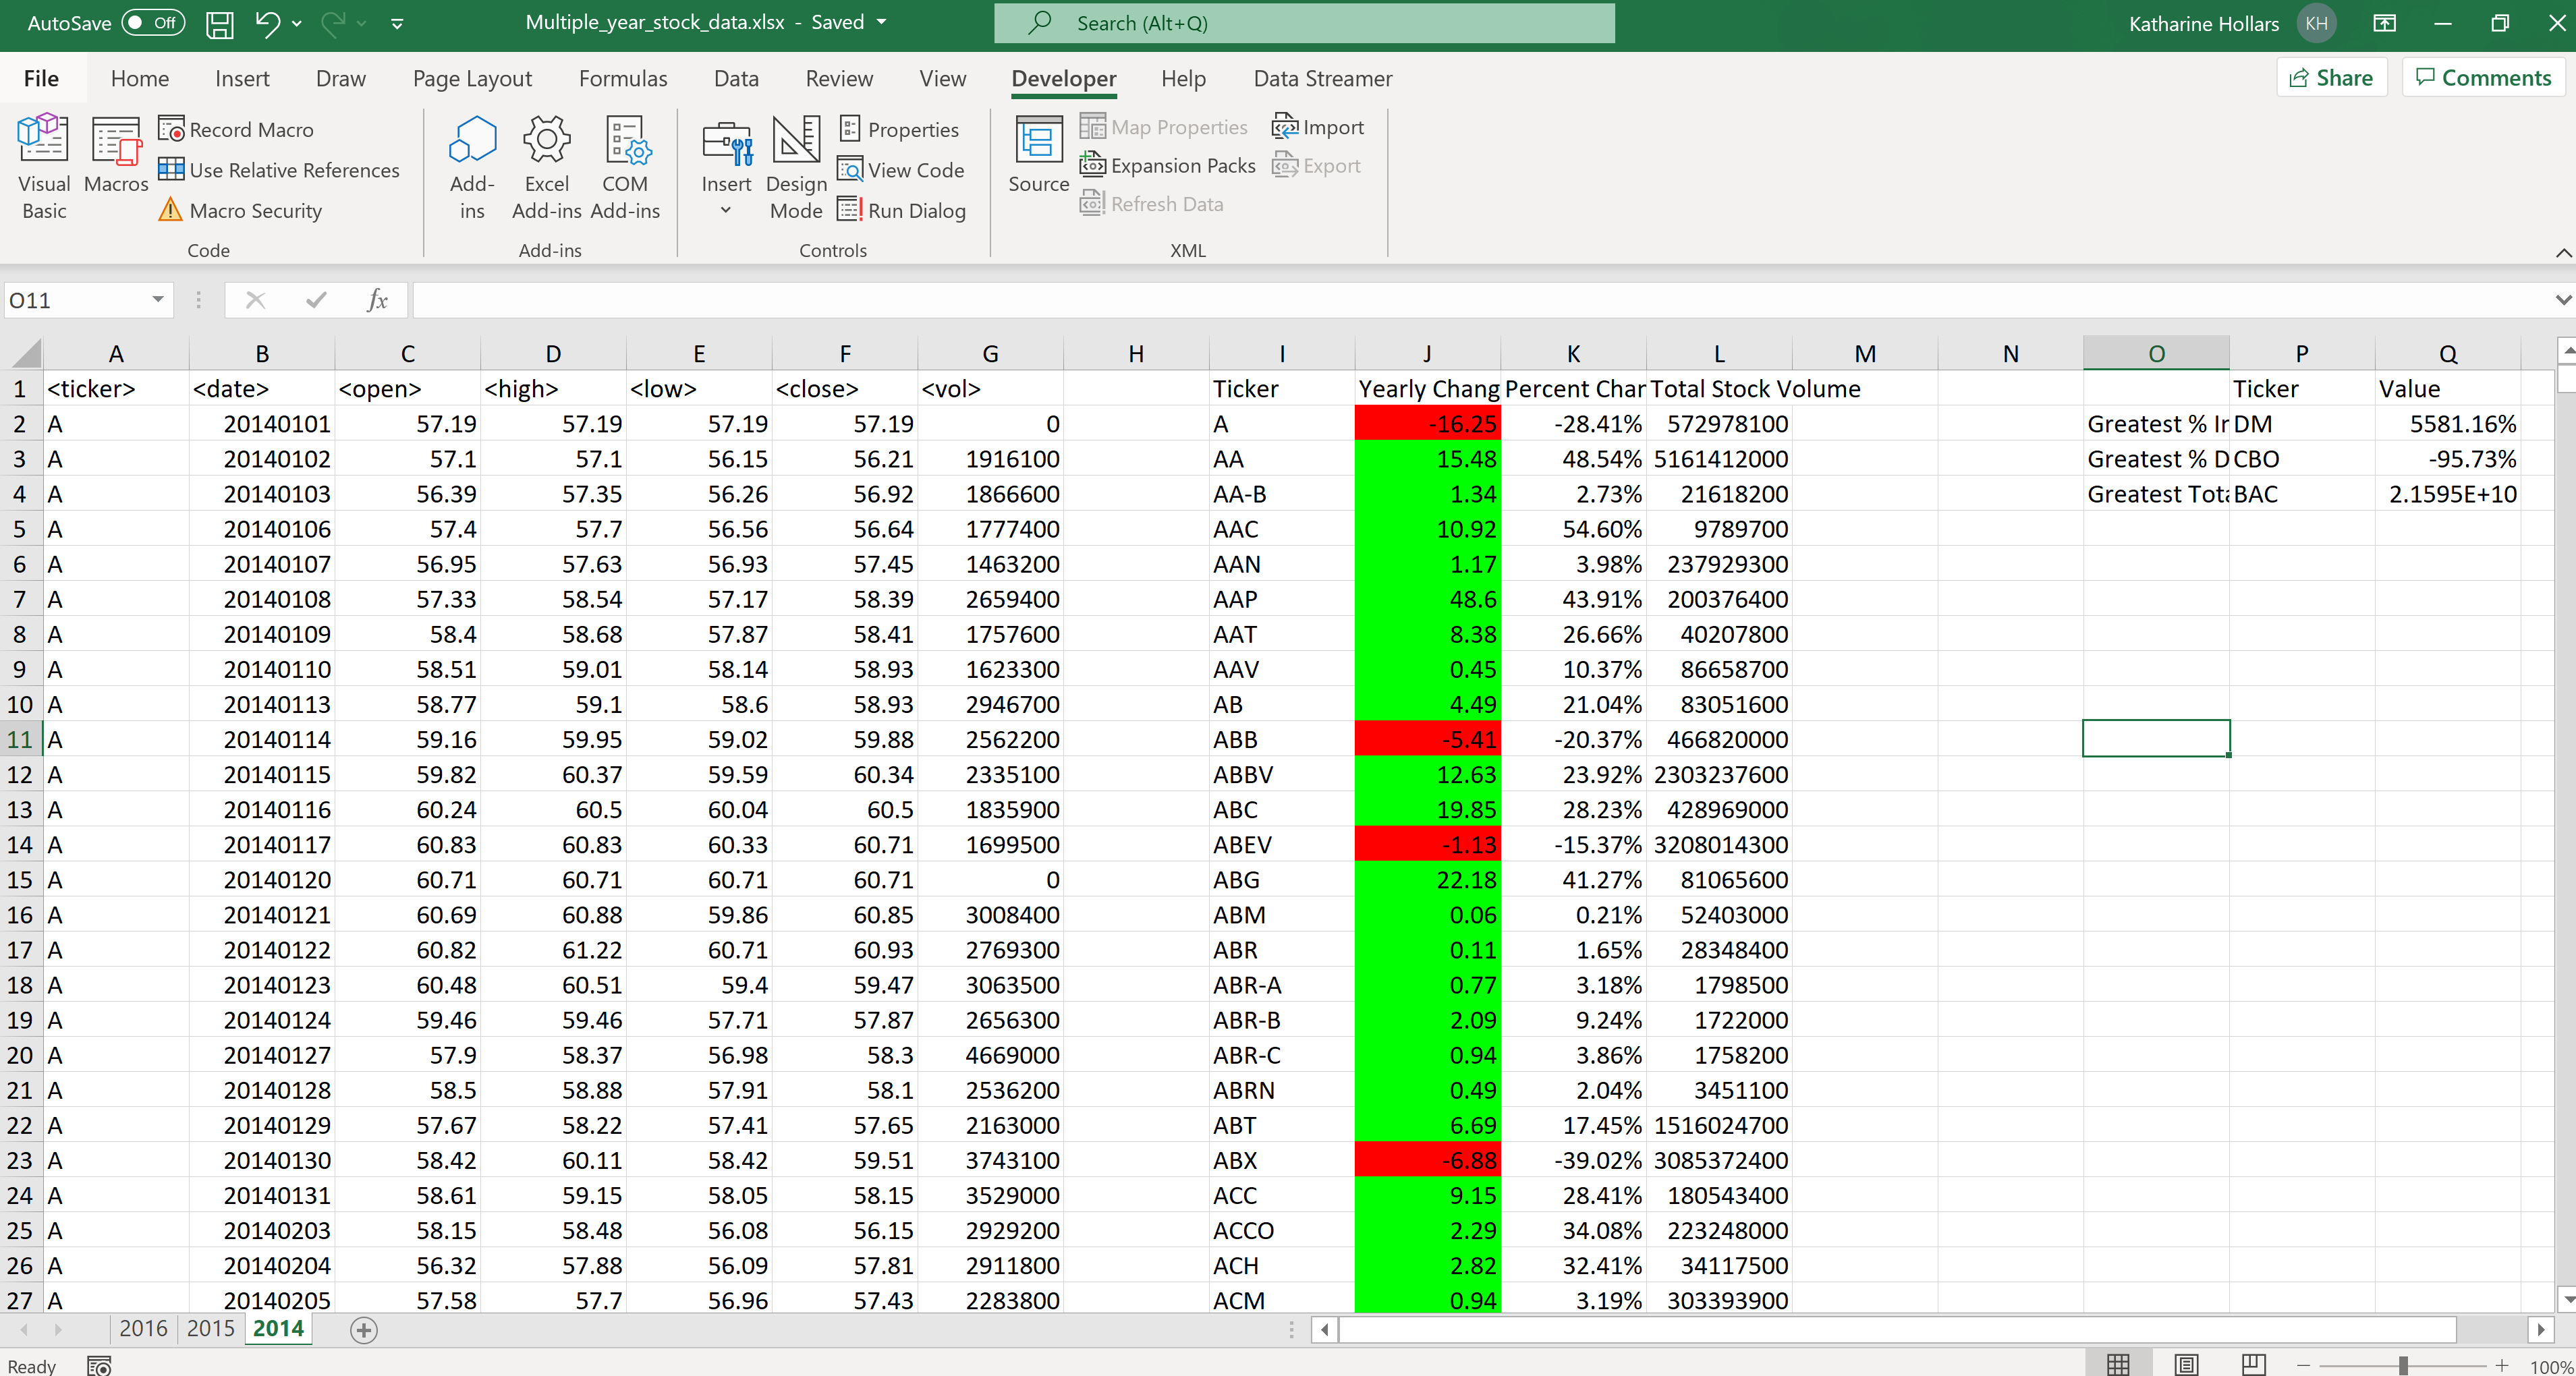 AutoSave Off Multiple_year_stock_data.xlsx - Saved Search (Alt+Q) Katharine Hollars KH
File Home Insert Draw Page Layout Formulas Data Review View Developer Help Data Streamer Share Comments
Visual Basic Macros Record Macro Use Relative References Macro Security
Add-ins Excel Add-ins COM Add-ins
Insert Design Mode Properties View Code Run Dialog
Source Map Properties Expansion Packs Refresh Data Import Export
Code Add-ins Controls XML
O11 fx
A B C D E F G H I J K L M N O P Q
1 <ticker> <date> <open> <high> <low> <close> <vol> Ticker Yearly Chang Percent Char Total Stock Volume Ticker Value
2 A 20140101 57.19 57.19 57.19 57.19 0 A -16.25 -28.41% 572978100 Greatest % Ir DM 5581.16%
3 A 20140102 57.1 57.1 56.15 56.21 1916100 AA 15.48 48.54% 5161412000 Greatest % D CBO -95.73%
4 A 20140103 56.39 57.35 56.26 56.92 1866600 AA-B 1.34 2.73% 21618200 Greatest Tota BAC 2.1595E+10
5 A 20140106 57.4 57.7 56.56 56.64 1777400 AAC 10.92 54.60% 9789700
6 A 20140107 56.95 57.63 56.93 57.45 1463200 AAN 1.17 3.98% 237929300
7 A 20140108 57.33 58.54 57.17 58.39 2659400 AAP 48.6 43.91% 200376400
8 A 20140109 58.4 58.68 57.87 58.41 1757600 AAT 8.38 26.66% 40207800
9 A 20140110 58.51 59.01 58.14 58.93 1623300 AAV 0.45 10.37% 86658700
10 A 20140113 58.77 59.1 58.6 58.93 2946700 AB 4.49 21.04% 83051600
11 A 20140114 59.16 59.95 59.02 59.88 2562200 ABB -5.41 -20.37% 466820000
12 A 20140115 59.82 60.37 59.59 60.34 2335100 ABBV 12.63 23.92% 2303237600
13 A 20140116 60.24 60.5 60.04 60.5 1835900 ABC 19.85 28.23% 428969000
14 A 20140117 60.83 60.83 60.33 60.71 1699500 ABEV -1.13 -15.37% 3208014300
15 A 20140120 60.71 60.71 60.71 60.71 0 ABG 22.18 41.27% 81065600
16 A 20140121 60.69 60.88 59.86 60.85 3008400 ABM 0.06 0.21% 52403000
17 A 20140122 60.82 61.22 60.71 60.93 2769300 ABR 0.11 1.65% 28348400
18 A 20140123 60.48 60.51 59.4 59.47 3063500 ABR-A 0.77 3.18% 1798500
19 A 20140124 59.46 59.46 57.71 57.87 2656300 ABR-B 2.09 9.24% 1722000
20 A 20140127 57.9 58.37 56.98 58.3 4669000 ABR-C 0.94 3.86% 1758200
21 A 20140128 58.5 58.88 57.91 58.1 2536200 ABRN 0.49 2.04% 3451100
22 A 20140129 57.67 58.22 57.41 57.65 2163000 ABT 6.69 17.45% 1516024700
23 A 20140130 58.42 60.11 58.42 59.51 3743100 ABX -6.88 -39.02% 3085372400
24 A 20140131 58.61 59.15 58.05 58.15 3529000 ACC 9.15 28.41% 180543400
25 A 20140203 58.15 58.48 56.08 56.15 2929200 ACCO 2.29 34.08% 223248000
26 A 20140204 56.32 57.88 56.09 57.81 2911800 ACH 2.82 32.41% 34117500
27 A 20140205 57.58 57.7 56.96 57.43 2283800 ACM 0.94 3.19% 303393900
2016 2015 2014
Ready 100%